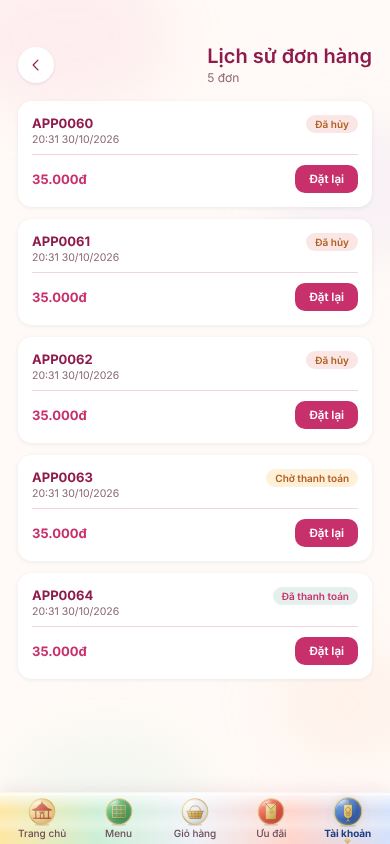 Lịch sử đơn hàng
5 đơn
APP0060
Đã hủy
20:31 30/10/2026
35.000đ
Đặt lại
APP0061
Đã hủy
20:31 30/10/2026
35.000đ
Đặt lại
APP0062
Đã hủy
20:31 30/10/2026
35.000đ
Đặt lại
APP0063
Chờ thanh toán
20:31 30/10/2026
35.000đ
Đặt lại
APP0064
Đã thanh toán
20:31 30/10/2026
35.000đ
Đặt lại
Trang chủ
Menu
Giỏ hàng
Ưu đãi
Tài khoản